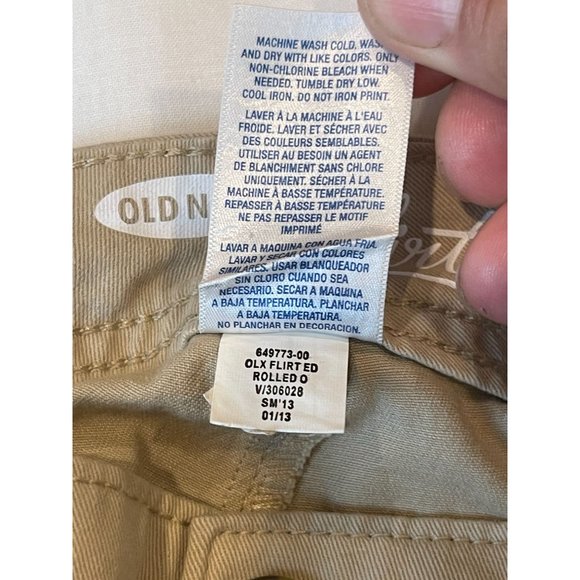 MACHINE WASH COLD. WASH
AND DRY WITH LIKE COLORS. ONLY
NON-CHLORINE BLEACH WHEN
NEEDED. TUMBLE DRY LOW.
COOL IRON. DO NOT IRON PRINT.
LAVER À LA MACHINE À L'EAU
FROIDE. LAVER ET SÉCHER AVEC
DES COULEURS SEMBLABLES.
UTILISER AU BESOIN UN AGENT
DE BLANCHIMENT SANS CHLORE
UNIQUEMENT. SÉCHER À LA
MACHINE À BASSE TEMPÉRATURE.
REPASSER À BASSE TEMPÉRATURE
NE PAS REPASSER LE MOTIF
IMPRIMÉ
LAVAR A MAQUINA CON AGUA FRIA.
LAVAR Y SECAR CON COLORES
SIMILARES. USAR BLANQUEADOR
SIN CLORO CUANDO SEA
NECESARIO. SECAR A MAQUINA
A BAJA TEMPERATURA. PLANCHAR
A BAJA TEMPERATURA.
NO PLANCHAR EN DECORACION.
OLD N
649773-00
OLX FLIRT ED
ROLLED O
V/306028
SM'13
01/13